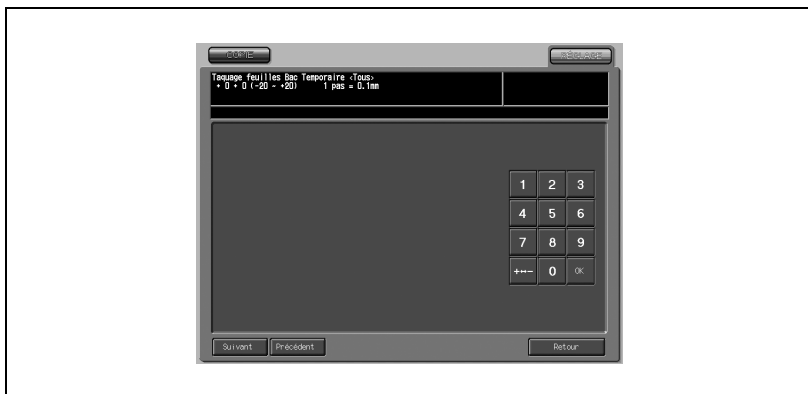 COPIE
RÉGLAGE
Taquage feuilles Bac Temporaire <Tous>
+ 0 + 0 (-20 ~ +20) 1 pas = 0.1mm
1 2 3
4 5 6
7 8 9
+↔- 0 OK
Suivant Précédent Retour